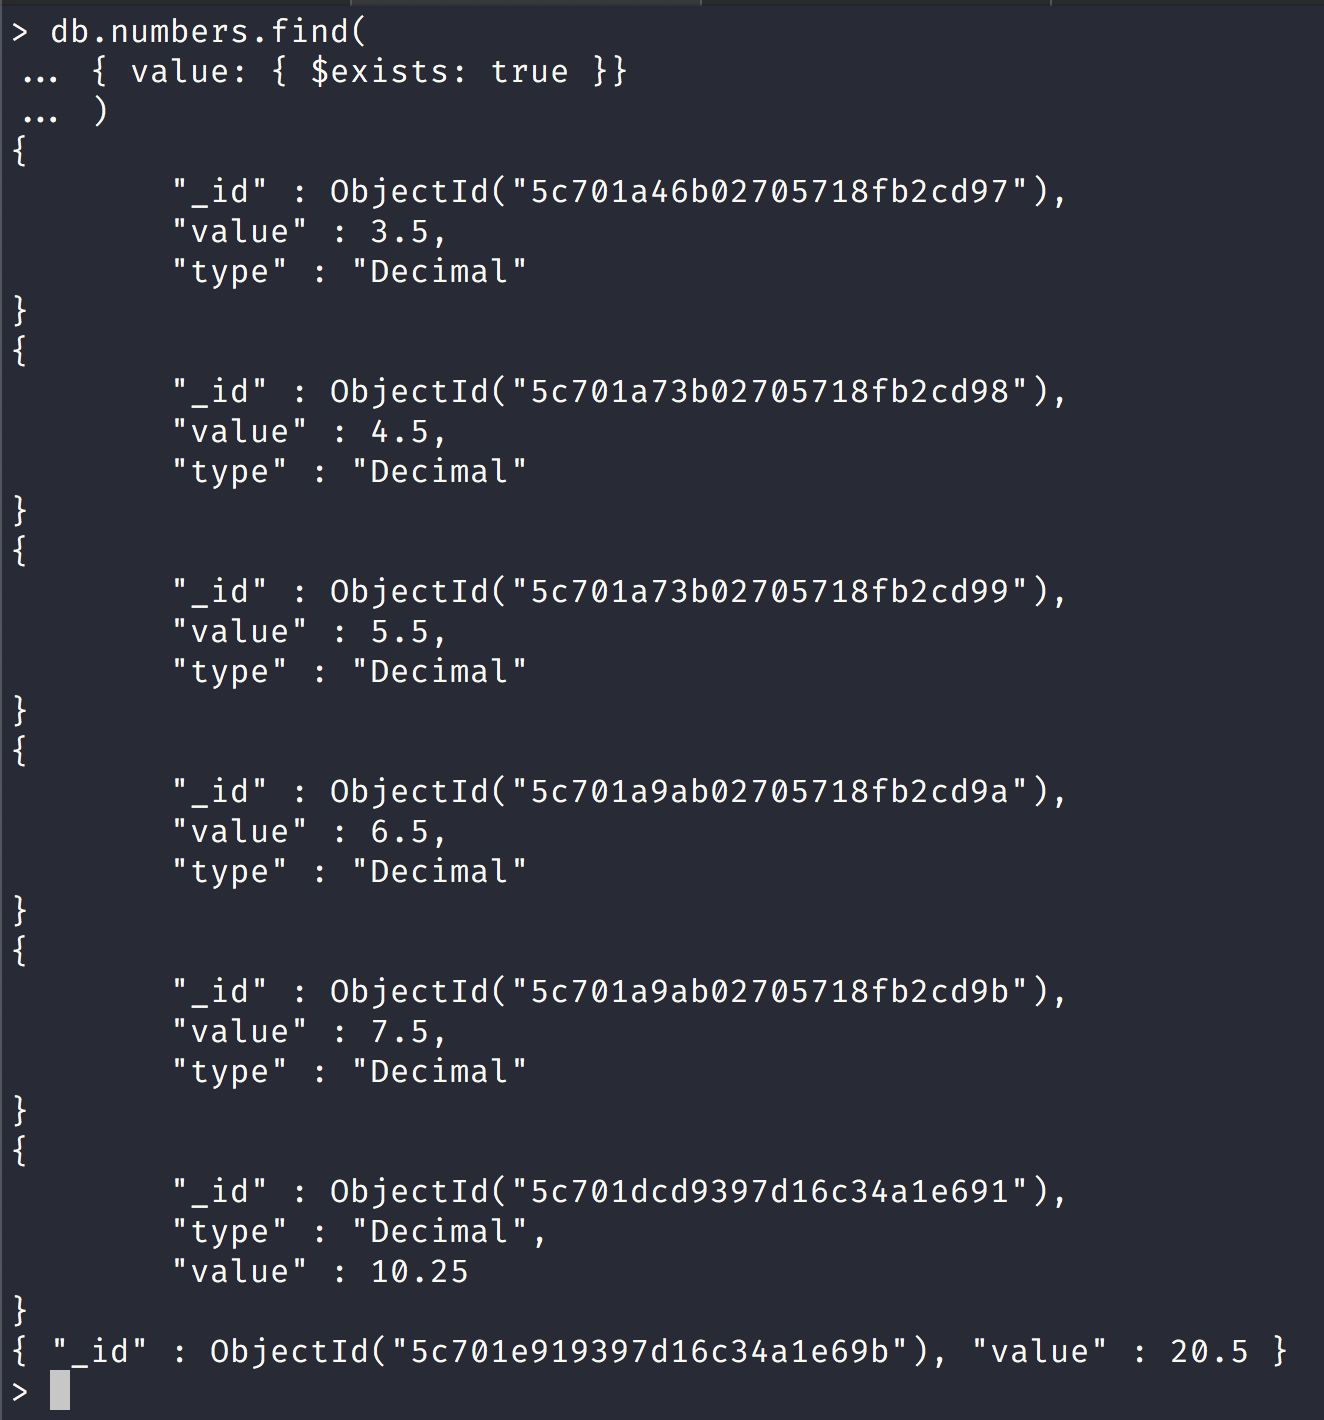 > db.numbers.find(
... { value: { $exists: true }}
... )
{
"_id" : ObjectId("5c701a46b02705718fb2cd97"),
"value" : 3.5,
"type" : "Decimal"
}
{
"_id" : ObjectId("5c701a73b02705718fb2cd98"),
"value" : 4.5,
"type" : "Decimal"
}
{
"_id" : ObjectId("5c701a73b02705718fb2cd99"),
"value" : 5.5,
"type" : "Decimal"
}
{
"_id" : ObjectId("5c701a9ab02705718fb2cd9a"),
"value" : 6.5,
"type" : "Decimal"
}
{
"_id" : ObjectId("5c701a9ab02705718fb2cd9b"),
"value" : 7.5,
"type" : "Decimal"
}
{
"_id" : ObjectId("5c701dcd9397d16c34a1e691"),
"type" : "Decimal",
"value" : 10.25
}
{ "_id" : ObjectId("5c701e919397d16c34a1e69b"), "value" : 20.5 }
>